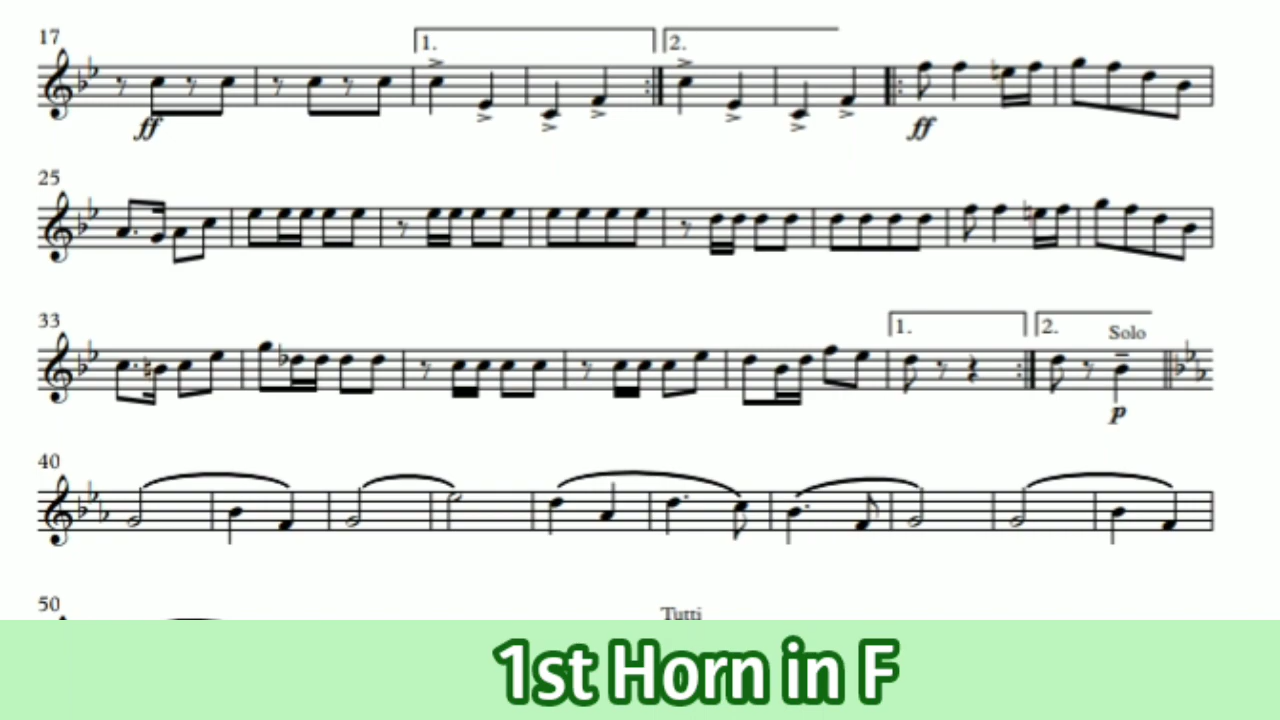 17
1. 2.
ff ff
25
33
1. 2. Solo
p
40
50
Tutti
1st Horn in F